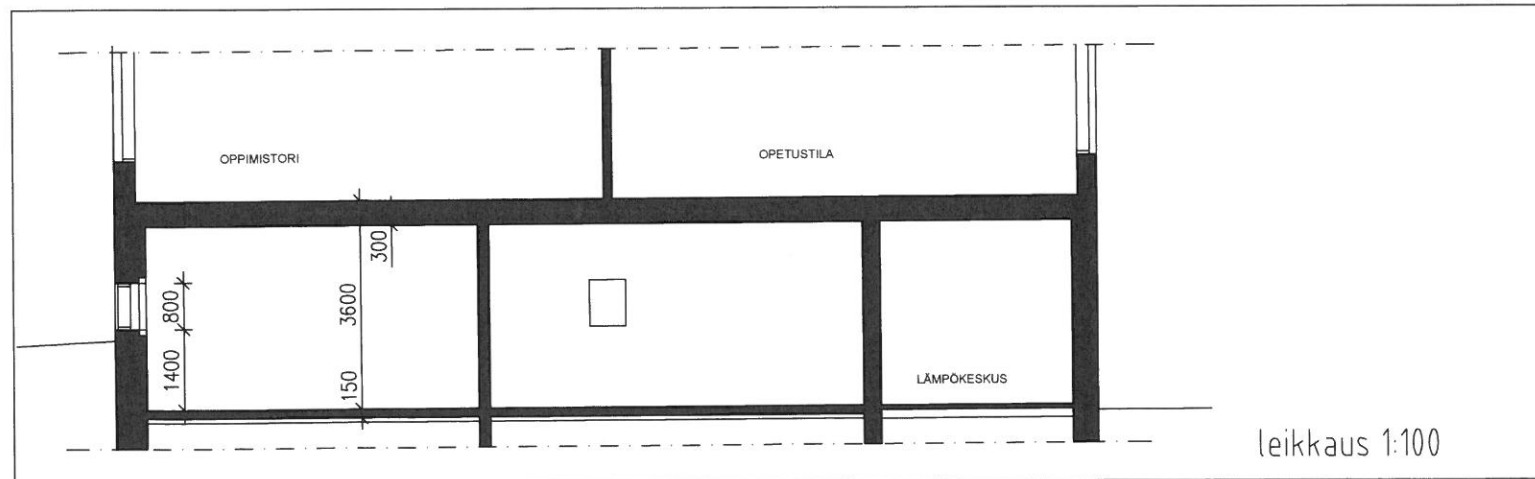 OPPIMISTORI
OPETUSTILA
300
800
3600
1400
150
LÄMPÖKESKUS
leikkaus 1:100